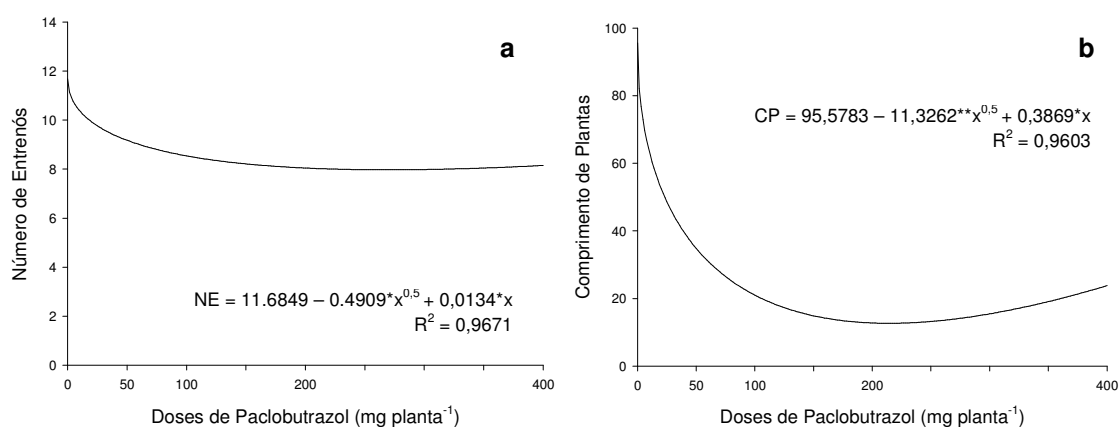 a
Número de Entrenós
14
12
10
8
6
4
2
0
NE = 11.6849 – 0.4909*x^0,5 + 0,0134*x
R² = 0,9671
0 50 100 200 400
Doses de Paclobutrazol (mg planta⁻¹)
b
Comprimento de Plantas
100
80
60
40
20
0
CP = 95,5783 – 11,3262**x^0,5 + 0,3869*x
R² = 0,9603
0 50 100 200 400
Doses de Paclobutrazol (mg planta⁻¹)